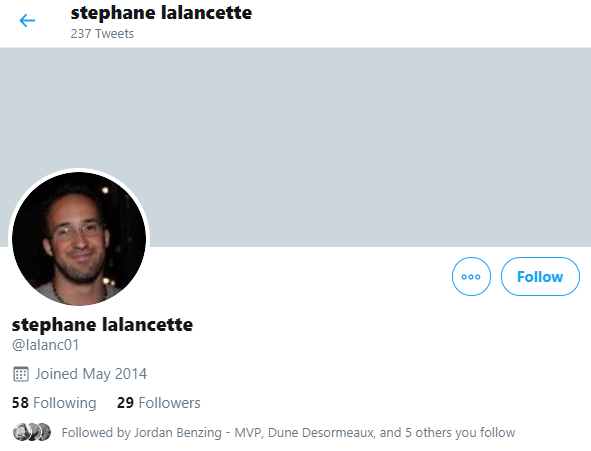 stephane lalancette
237 Tweets
Follow
stephane lalancette
@lalanc01
Joined May 2014
58 Following 29 Followers
Followed by Jordan Benzing - MVP, Dune Desormeaux, and 5 others you follow